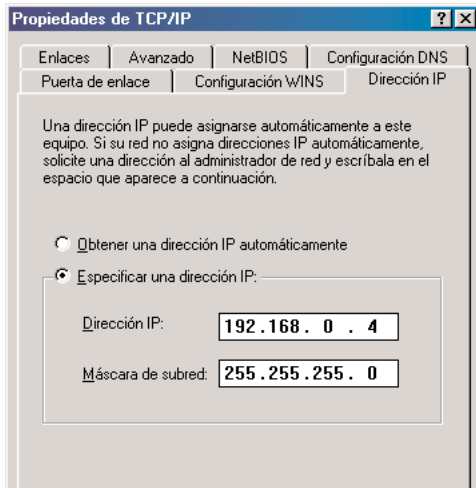 Propiedades de TCP/IP
Enlaces Avanzado NetBIOS Configuración DNS
Puerta de enlace Configuración WINS Dirección IP
Una dirección IP puede asignarse automáticamente a este
equipo. Si su red no asigna direcciones IP automáticamente,
solicite una dirección al administrador de red y escríbala en el
espacio que aparece a continuación.
Obtener una dirección IP automáticamente
Especificar una dirección IP:
Dirección IP: 192.168. 0 . 4
Máscara de subred: 255.255.255. 0